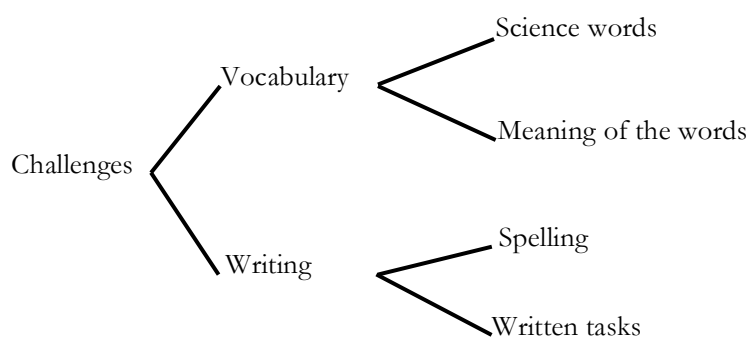 Science words
Vocabulary
Meaning of the words
Challenges
Spelling
Writing
Written tasks